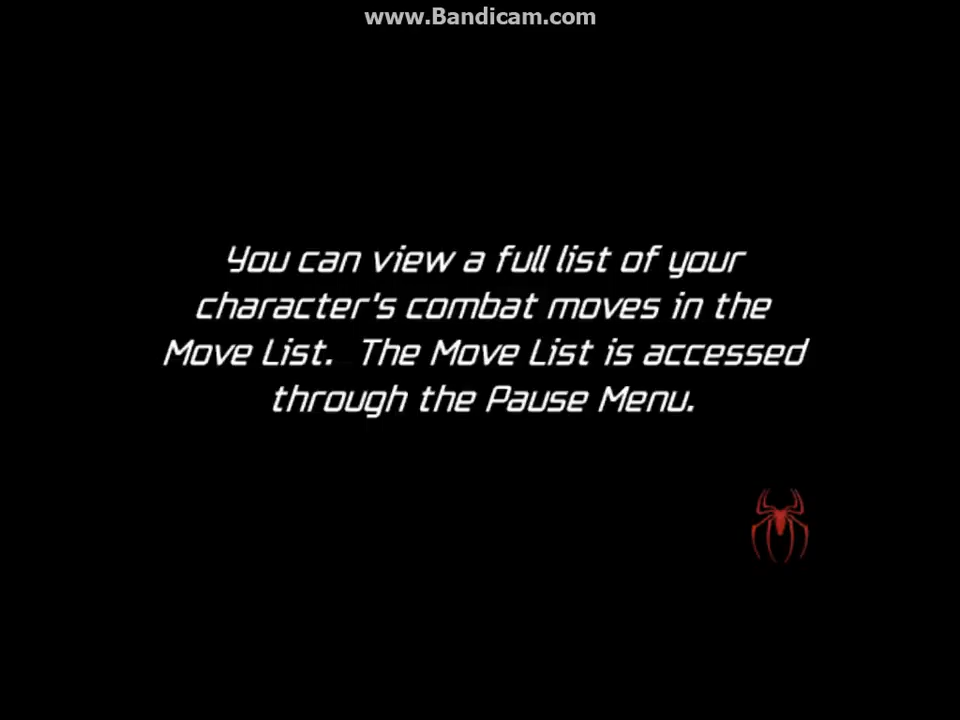 www.Bandicam.com
You can view a full list of your
character's combat moves in the
Move List.  The Move List is accessed
through the Pause Menu.